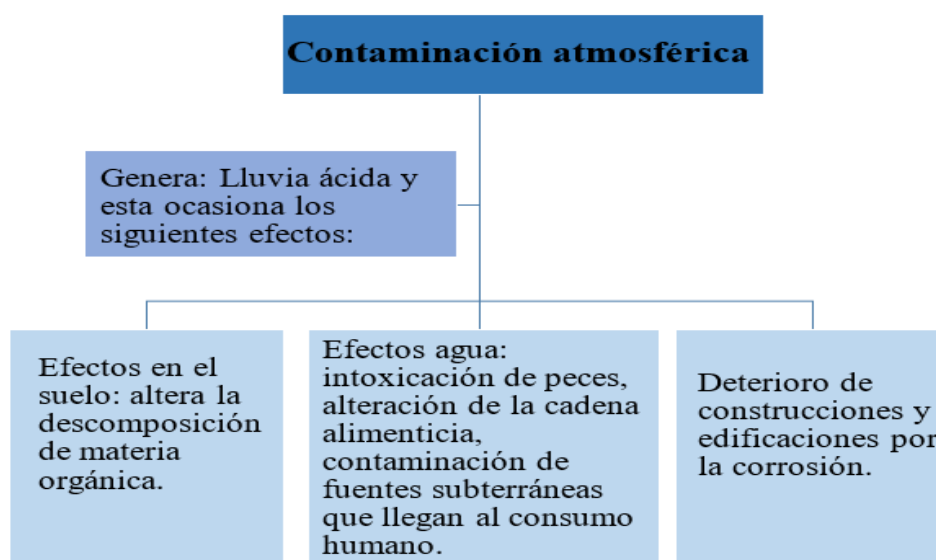 Contaminación atmosférica
Genera: Lluvia ácida y
esta ocasiona los
siguientes efectos:
Efectos en el
suelo: altera la
descomposición
de materia
orgánica.
Efectos agua:
intoxicación de peces,
alteración de la cadena
alimenticia,
contaminación de
fuentes subterráneas
que llegan al consumo
humano.
Deterioro de
construcciones y
edificaciones por
la corrosión.